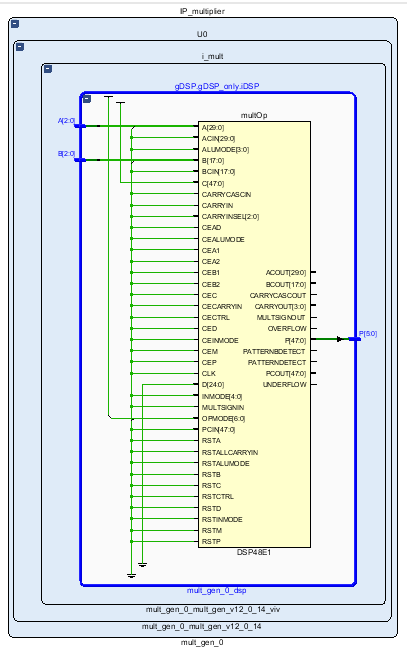 IP_multiplier
U0
i_mult
gDSP.gDSP_only.iDSP
multOp
A[2:0]
A[29:0]
ACIN[29:0]
ALUMODE[3:0]
B[2:0]
B[17:0]
BCIN[17:0]
C[47:0]
CARRYCASCIN
CARRYIN
CARRYINSEL[2:0]
CEAD
CEALUMODE
CEA1
CEA2
CEB1 ACOUT[29:0]
CEB2 BCOUT[17:0]
CEC CARRYCASCOUT
CECARRYIN CARRYOUT[3:0]
CECTRL MULTSIGNOUT
CED OVERFLOW
CEINMODE P[47:0] P[5:0]
CEM PATTERNBDETECT
CEP PATTERNDETECT
CLK PCOUT[47:0]
D[24:0] UNDERFLOW
INMODE[4:0]
MULTSIGNIN
OPMODE[6:0]
PCIN[47:0]
RSTA
RSTALLCARRYIN
RSTALUMODE
RSTB
RSTC
RSTCTRL
RSTD
RSTINMODE
RSTM
RSTP
DSP48E1
mult_gen_0_dsp
mult_gen_0_mult_gen_v12_0_14_viv
mult_gen_0_mult_gen_v12_0_14
mult_gen_0